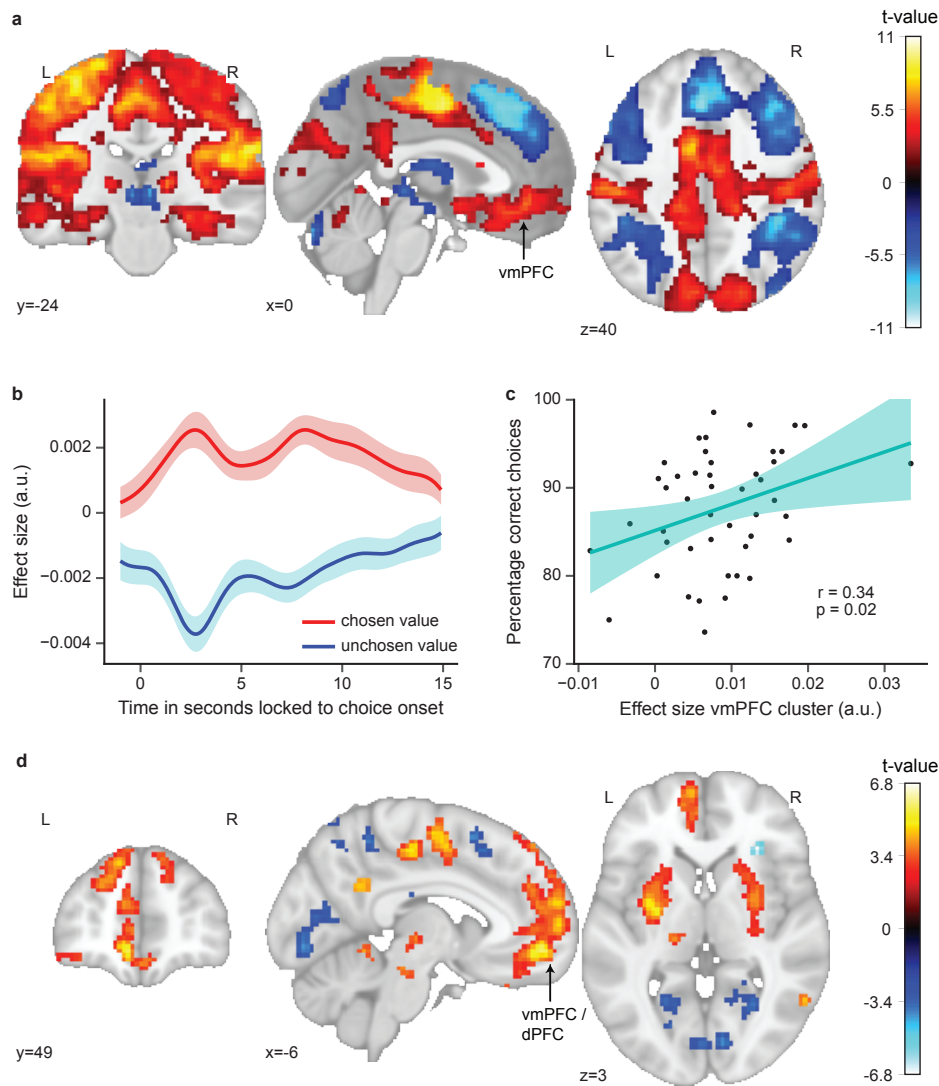 a
t-value
L
R
L
R
11
5.5
0
-5.5
-11
vmPFC
y=-24
x=0
z=40
b
0.002
0
−0.002
−0.004
Effect size (a.u.)
chosen value
unchosen value
0
5
10
15
Time in seconds locked to choice onset
c
100
90
80
70
Percentage correct choices
r = 0.34
p = 0.02
−0.01
0
0.01
0.02
0.03
Effect size vmPFC cluster (a.u.)
d
t-value
L
R
L
R
6.8
3.4
0
-3.4
-6.8
vmPFC /
dPFC
y=49
x=-6
z=3